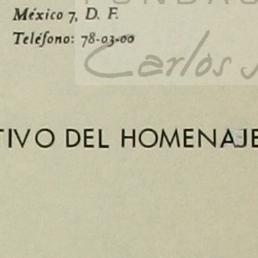 México 7, D. F.
Teléfono: 78-03-00
Carlos
TIVO DEL HOMENAJE